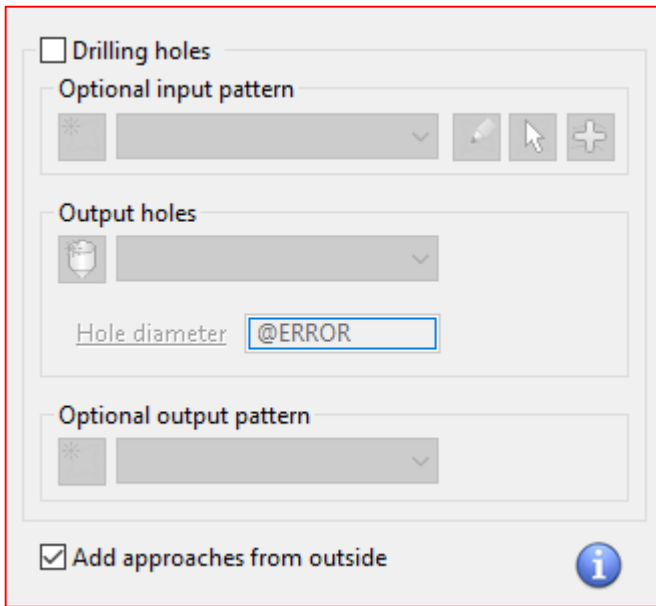 Drilling holes
Optional input pattern
Output holes
Hole diameter @ERROR
Optional output pattern
Add approaches from outside